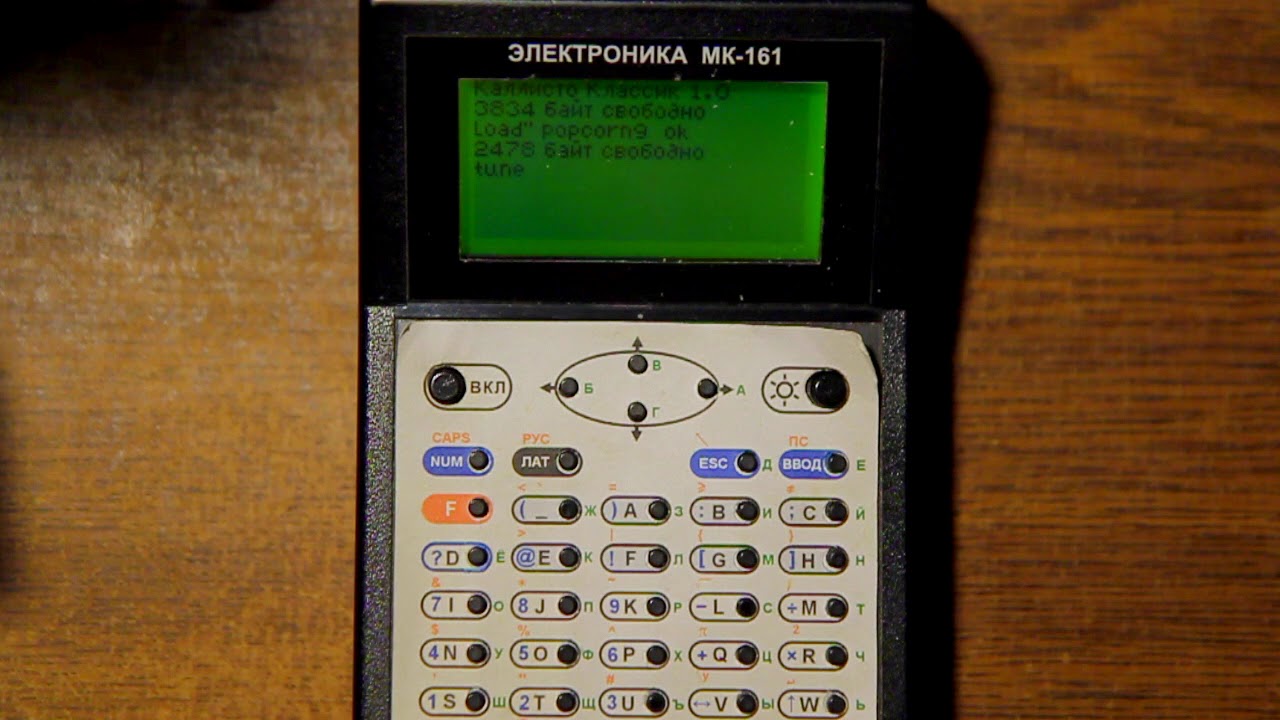 ЭЛЕКТРОНИКА МК-161
Каллисто Классик 1.0
3834 байт свободно
Load" popcorn9 ok
2478 байт свободно
tune
В
ВКЛ Б А
Г
CAPS РУС \ ПС
NUM ЛАТ ESC Д ВВОД Е
< ` = ≥ ≠
F ( _ Ж ) A З : B И ; C Й
> | { }
? D Ё @ E К ! F Л [ G М ] H Н
& * ~ ¯ /
7 I О 8 J П 9 K Р − L С ÷ M Т
$ % ^ π 2
4 N У 5 O Ф 6 P Х + Q Ц × R Ч
' " # У
1 S Ш 2 T Щ 3 U Ъ ↔ V Ы ↑ W Ь